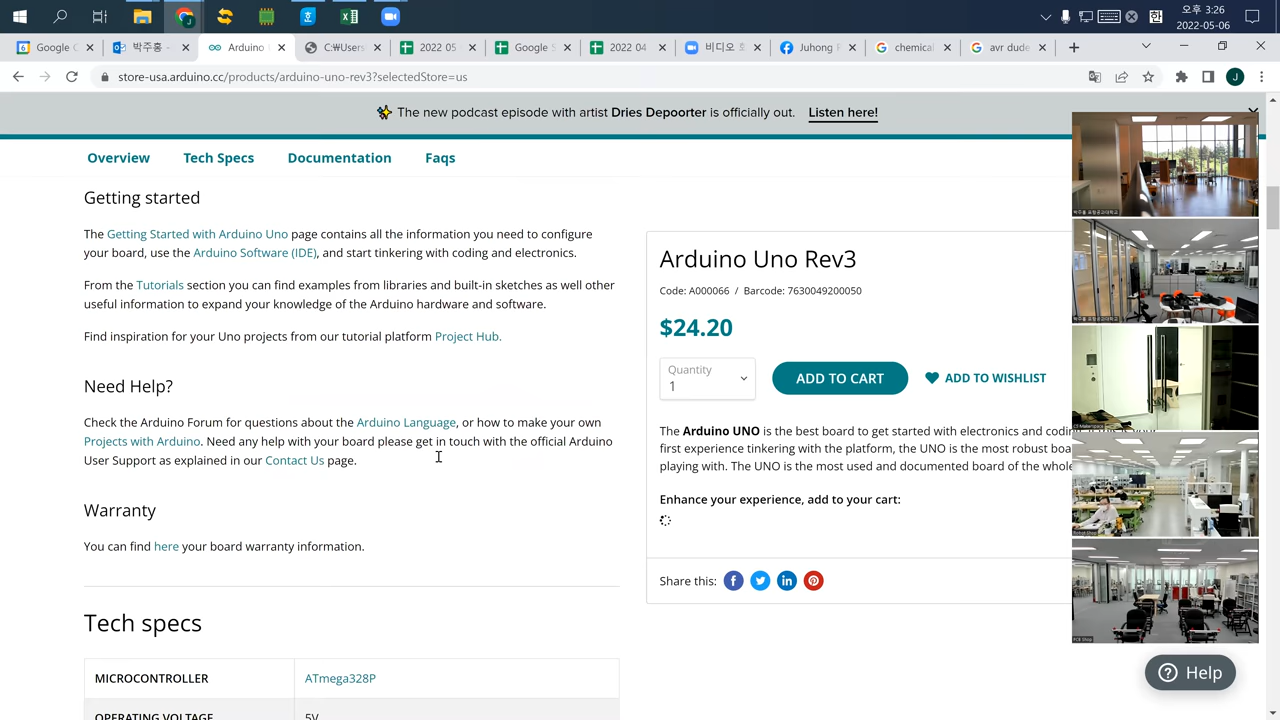 오후 3:26
2022-05-06
한
Google C
박주홍 -
Arduino
C:₩Users
2022 05
Google S
2022 04
비디오 회
Juhong P
chemical
avr dude
store-usa.arduino.cc/products/arduino-uno-rev3?selectedStore=us
J
The new podcast episode with artist Dries Depoorter is officially out. Listen here!
Overview Tech Specs Documentation Faqs
Getting started
The Getting Started with Arduino Uno page contains all the information you need to configure
your board, use the Arduino Software (IDE), and start tinkering with coding and electronics.
From the Tutorials section you can find examples from libraries and built-in sketches as well other
useful information to expand your knowledge of the Arduino hardware and software.
Find inspiration for your Uno projects from our tutorial platform Project Hub.
Need Help?
Check the Arduino Forum for questions about the Arduino Language, or how to make your own
Projects with Arduino. Need any help with your board please get in touch with the official Arduino
User Support as explained in our Contact Us page.
Warranty
You can find here your board warranty information.
Tech specs
MICROCONTROLLER ATmega328P
OPERATING VOLTAGE 5V
Arduino Uno Rev3
Code: A000066 / Barcode: 7630049200050
$24.20
Quantity
1
ADD TO CART
ADD TO WISHLIST
The Arduino UNO is the best board to get started with electronics and codin
first experience tinkering with the platform, the UNO is the most robust boa
playing with. The UNO is the most used and documented board of the whole
Enhance your experience, add to your cart:
Share this:
Help